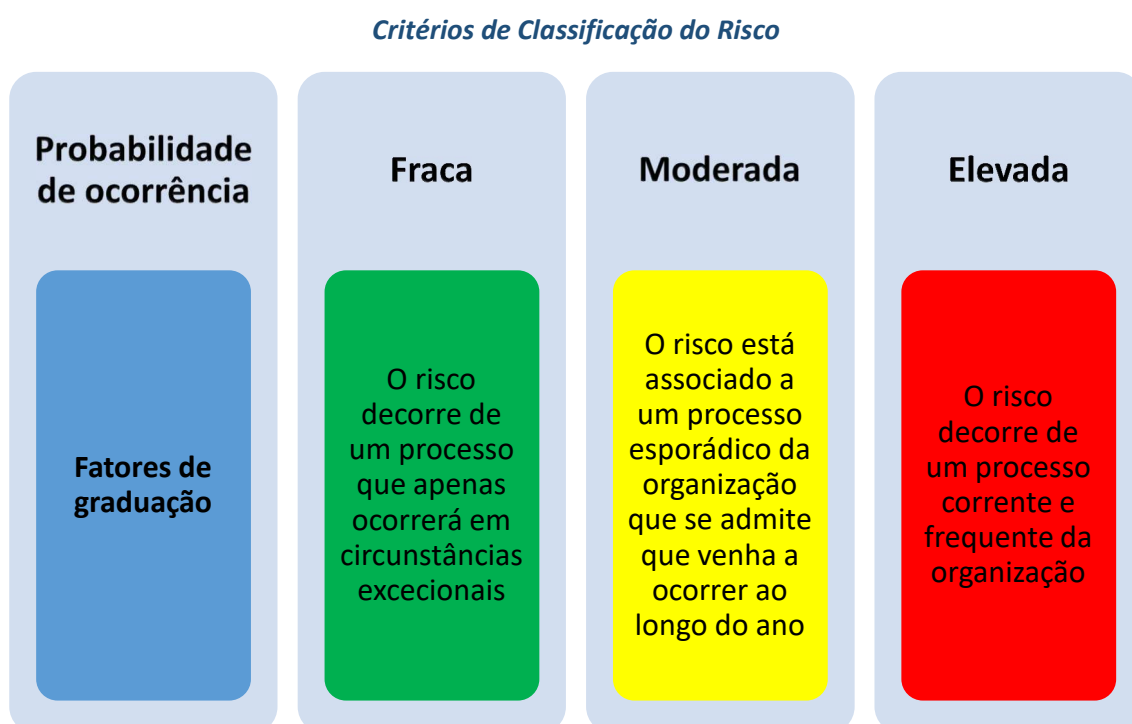 Critérios de Classificação do Risco
Probabilidade
de ocorrência
Fatores de
graduação
Fraca
O risco
decorre de
um processo
que apenas
ocorrerá em
circunstâncias
excecionais
Moderada
O risco está
associado a
um processo
esporádico da
organização
que se admite
que venha a
ocorrer ao
longo do ano
Elevada
O risco
decorre de
um processo
corrente e
frequente da
organização